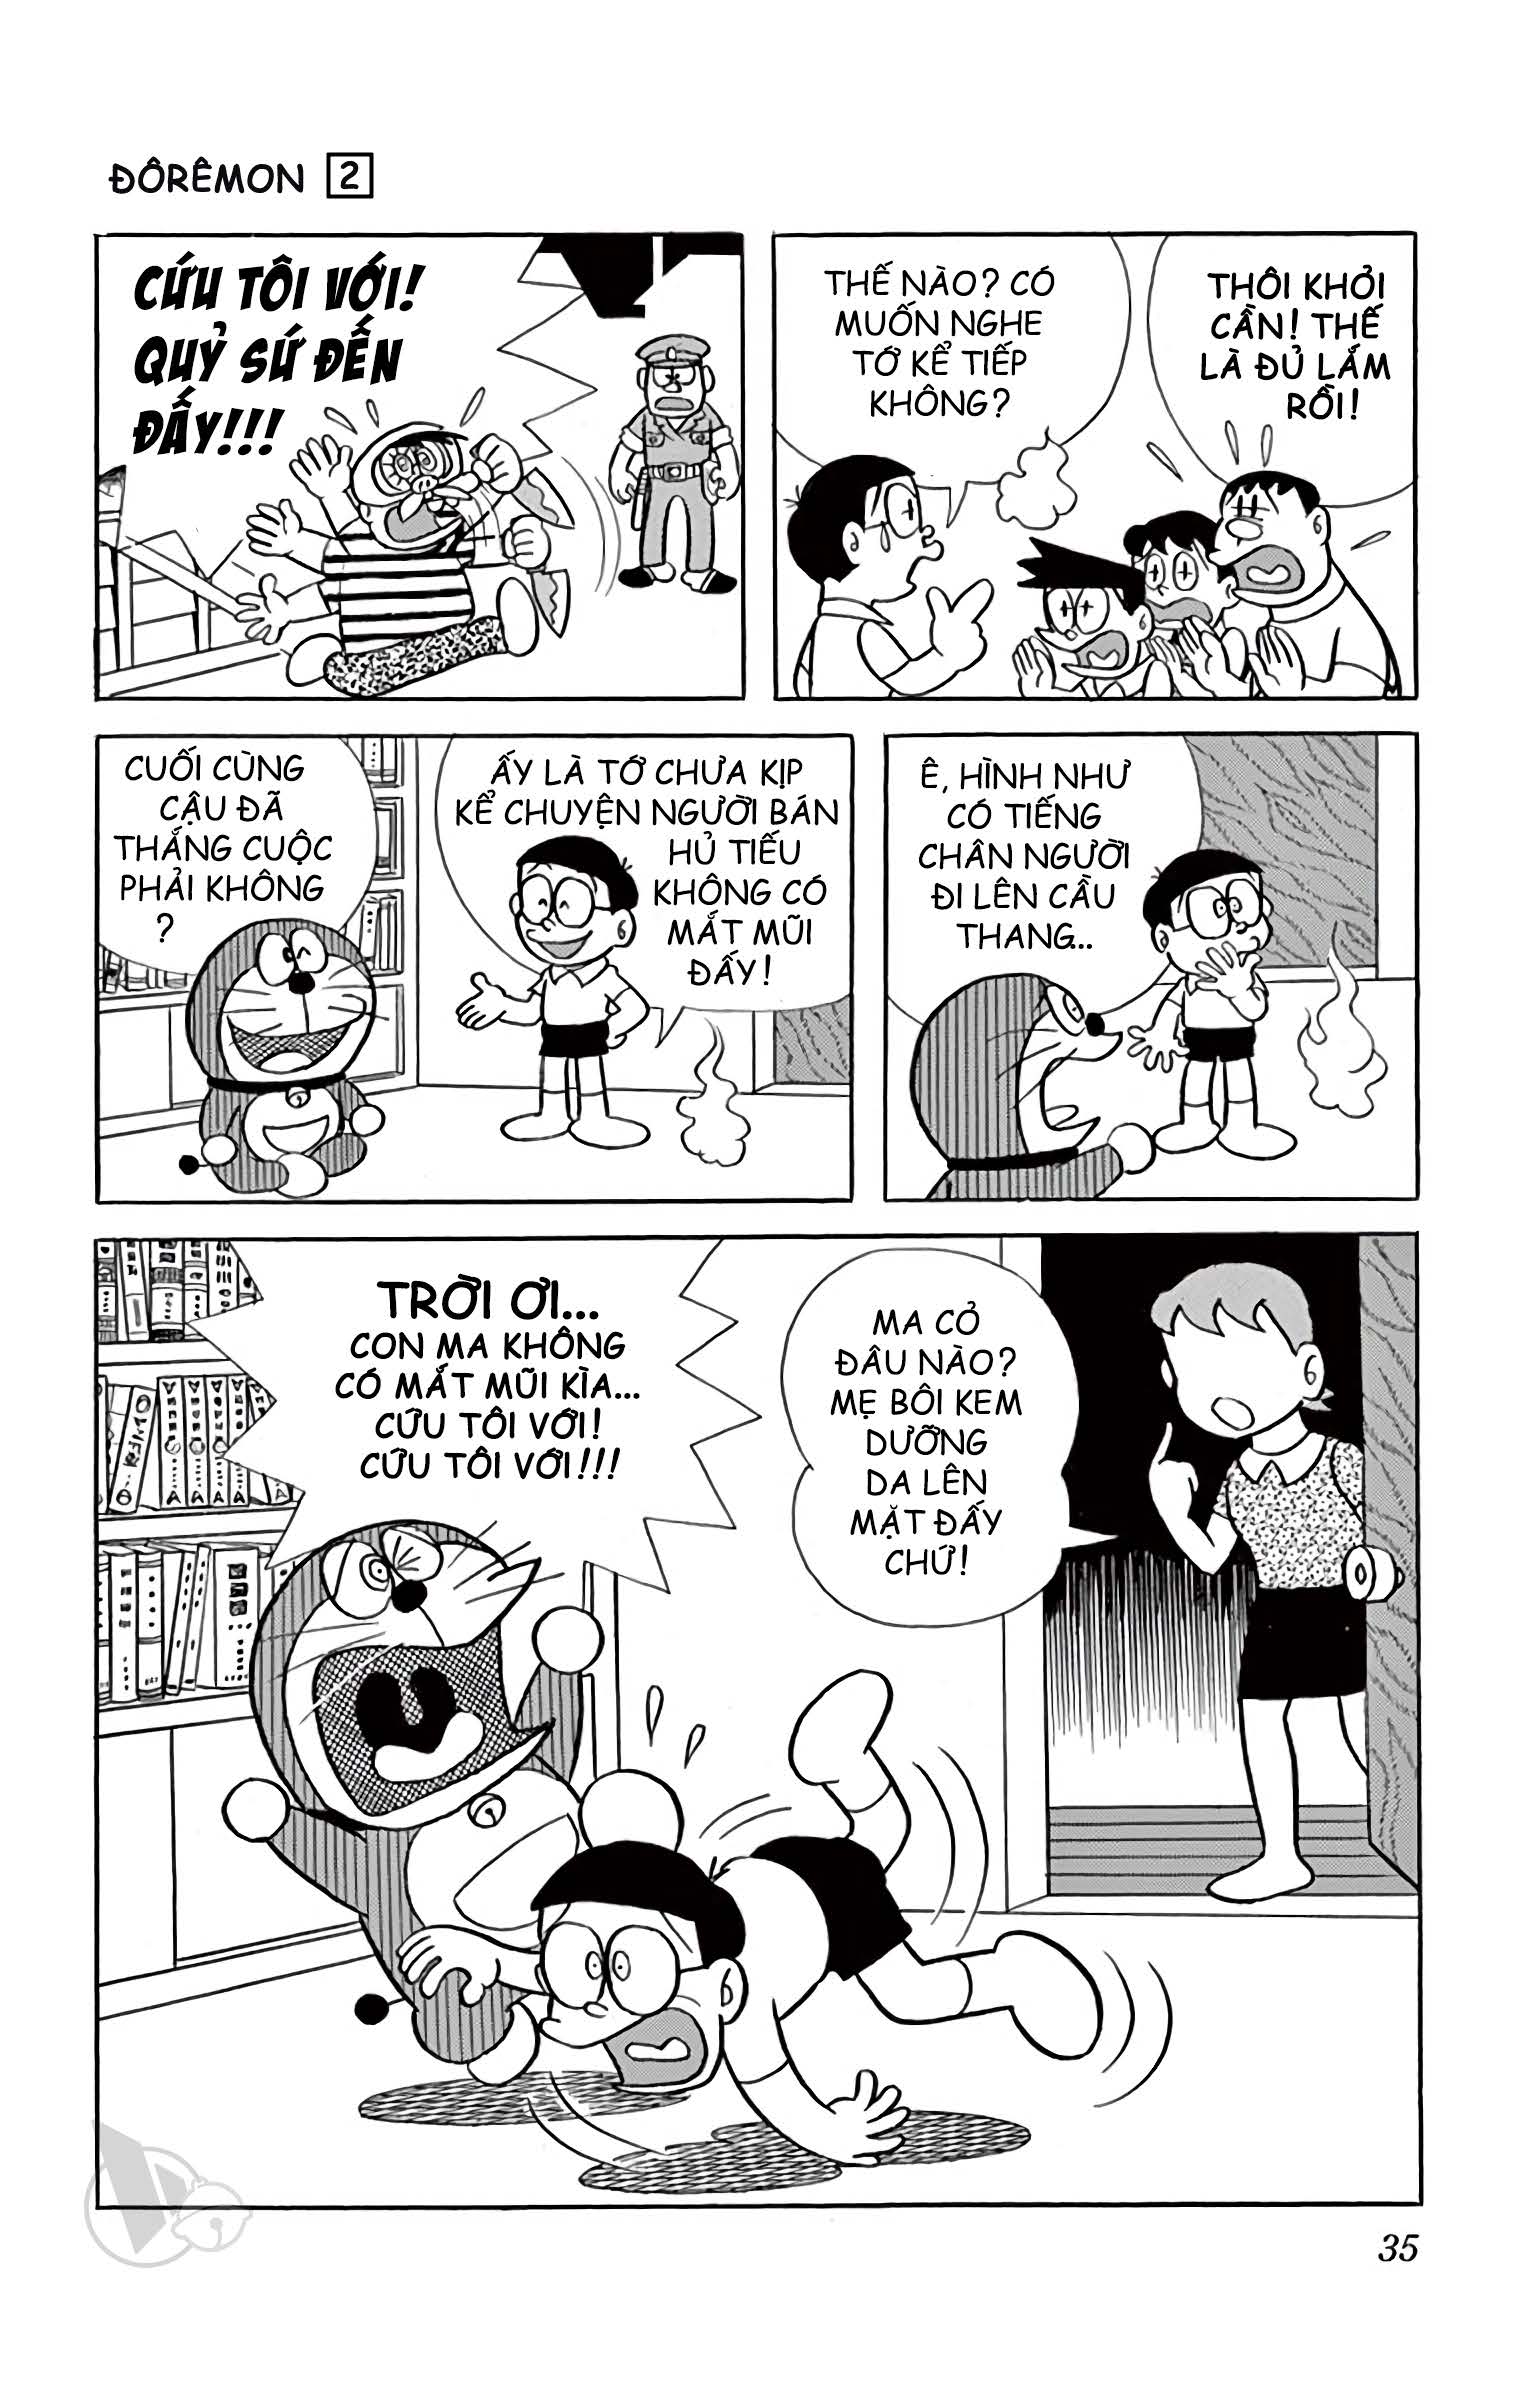 ĐÔRÊMON 2
CỨU TÔI VỚI!
QUỶ SỨ ĐẾN
ĐẤY!!!
THẾ NÀO? CÓ
MUỐN NGHE
TỚ KỂ TIẾP
KHÔNG?
THÔI KHỎI
CẦN! THẾ
LÀ ĐỦ LẮM
RỒI!
CUỐI CÙNG
CẬU ĐÃ
THẮNG CUỘC
PHẢI KHÔNG
?
ẤY LÀ TỚ CHƯA KỊP
KỂ CHUYỆN NGƯỜI BÁN
HỦ TIẾU
KHÔNG CÓ
MẮT MŨI
ĐẤY!
Ê, HÌNH NHƯ
CÓ TIẾNG
CHÂN NGƯỜI
ĐI LÊN CẦU
THANG...
TRỜI ƠI...
CON MA KHÔNG
CÓ MẮT MŨI KÌA...
CỨU TÔI VỚI!
CỨU TÔI VỚI!!!
MA CỎ
ĐÂU NÀO?
MẸ BÔI KEM
DƯỠNG
DA LÊN
MẶT ĐẤY
CHỨ!
35